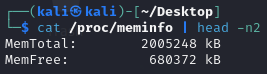 ┌──(kali㉿kali)-[~/Desktop]
└─$ cat /proc/meminfo | head -n2
MemTotal:        2005248 kB
MemFree:          680372 kB